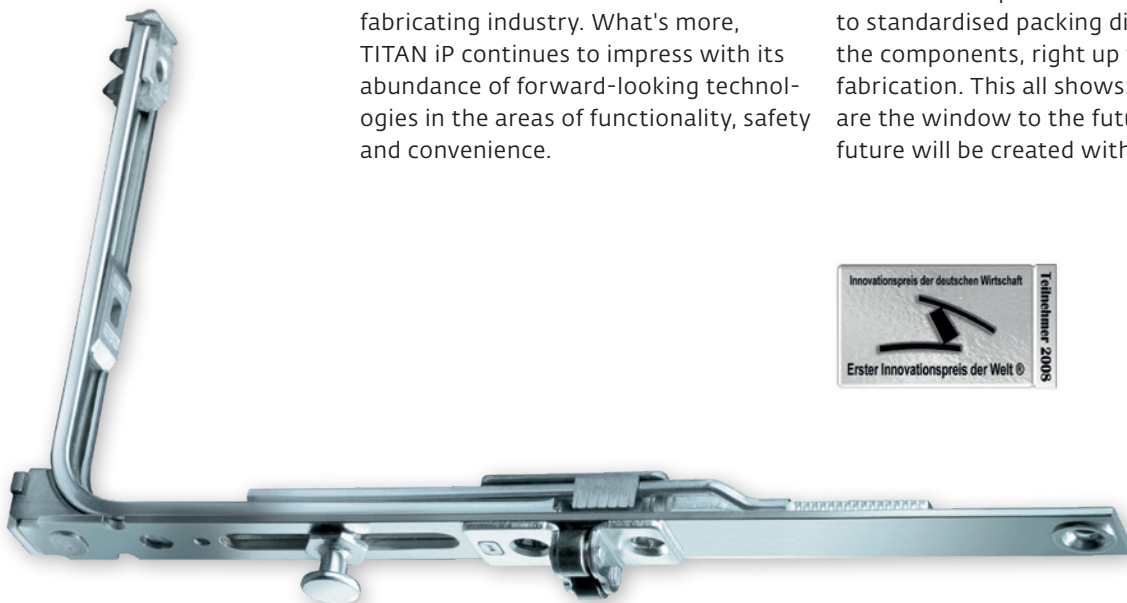 fabricating industry. What's more,
TITAN iP continues to impress with its
abundance of forward-looking technol-
ogies in the areas of functionality, safety
and convenience.
to standardised packing
the components, right up
fabrication. This all shows:
are the window to the
future will be created with
Innovationspreis der deutschen Wirtschaft
Erster Innovationspreis der Welt ®
Teilnehmer 2008